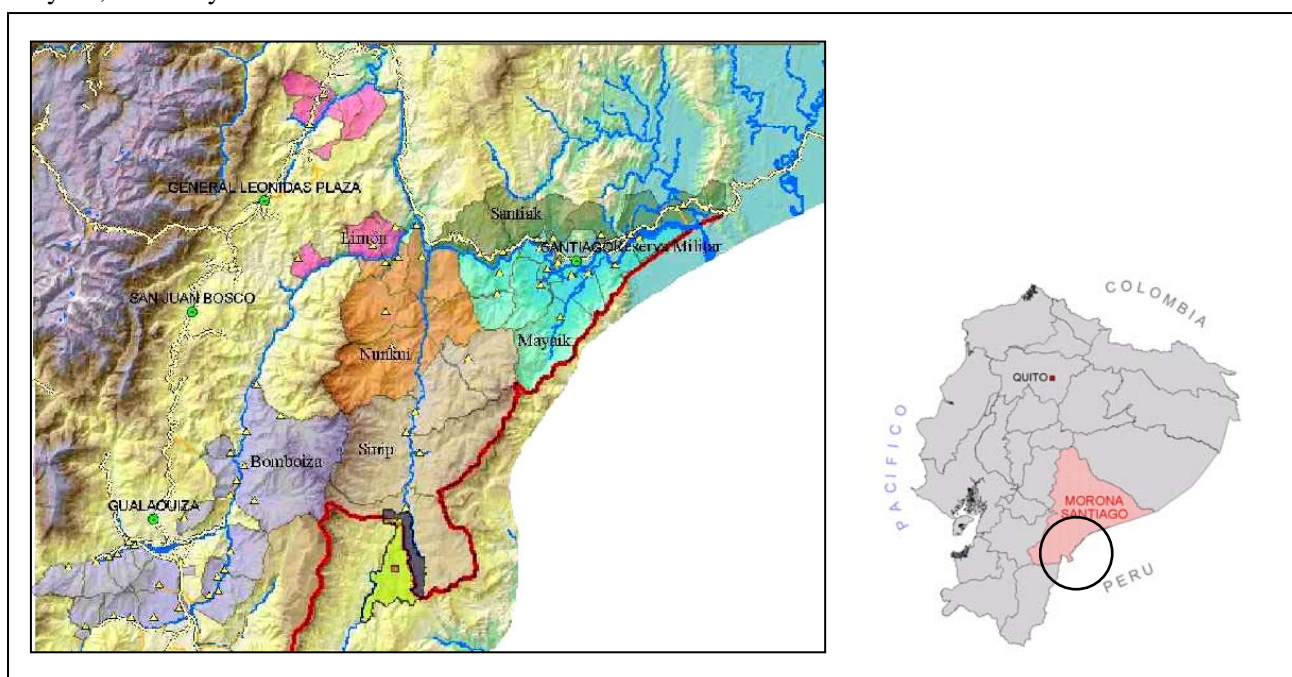 GENERAL LEONIDAS PLAZA
Santiak
Limón
SANTIAGO
Reserva Militar
SAN JUAN BOSCO
Nunkui
Mayaik
Bomboiza
GUALAQUIZA
COLOMBIA
QUITO
PACIFICO
MORONA
SANTIAGO
PERU